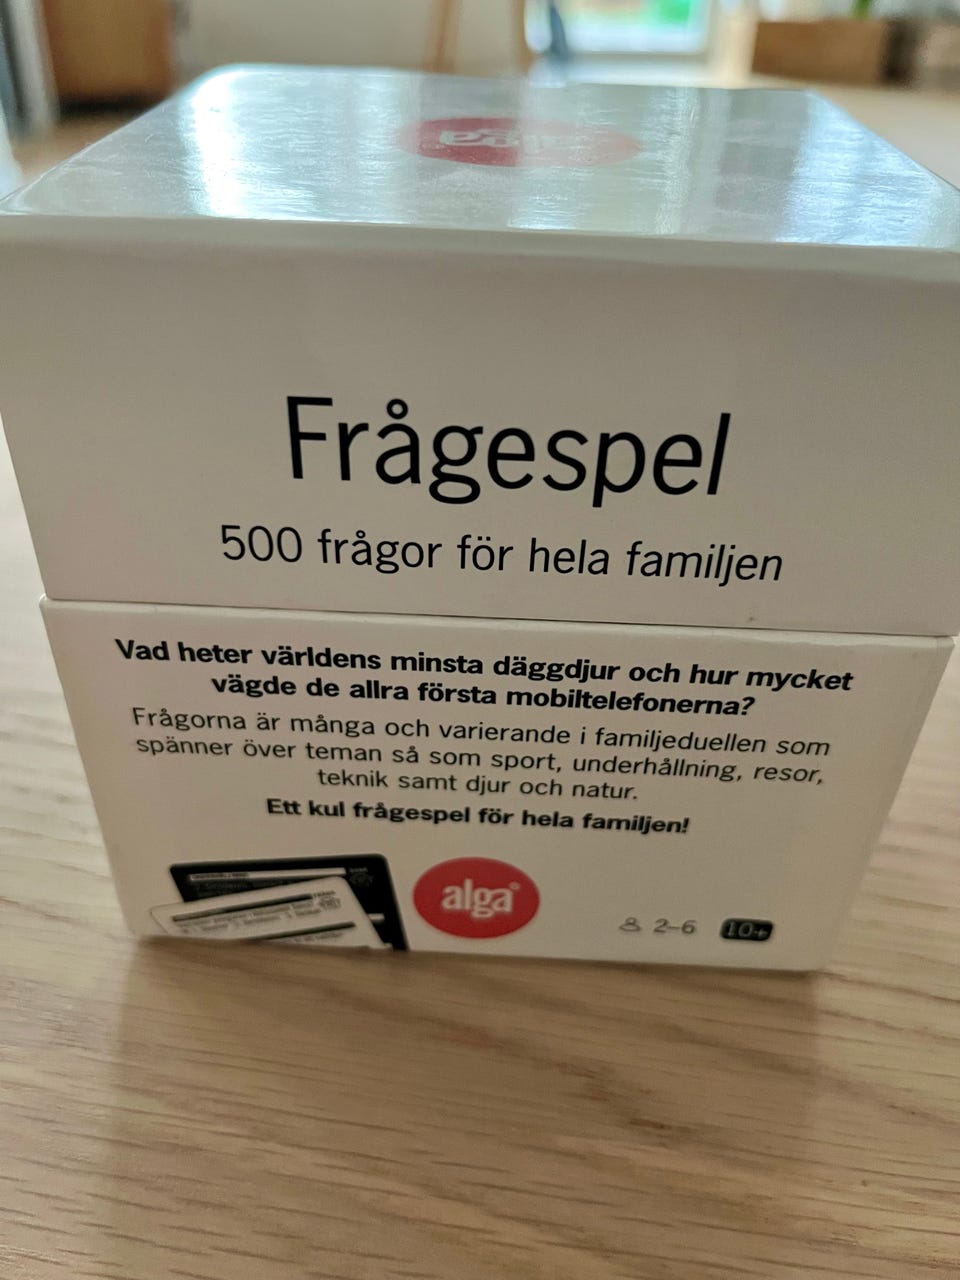 alga
Frågespel
500 frågor för hela familjen
Vad heter världens minsta däggdjur och hur mycket
vägde de allra första mobiltelefonerna?
Frågorna är många och varierande i familjeduellen som
spänner över teman så som sport, underhållning, resor,
teknik samt djur och natur.
Ett kul frågespel för hela familjen!
alga®
2–6 10+